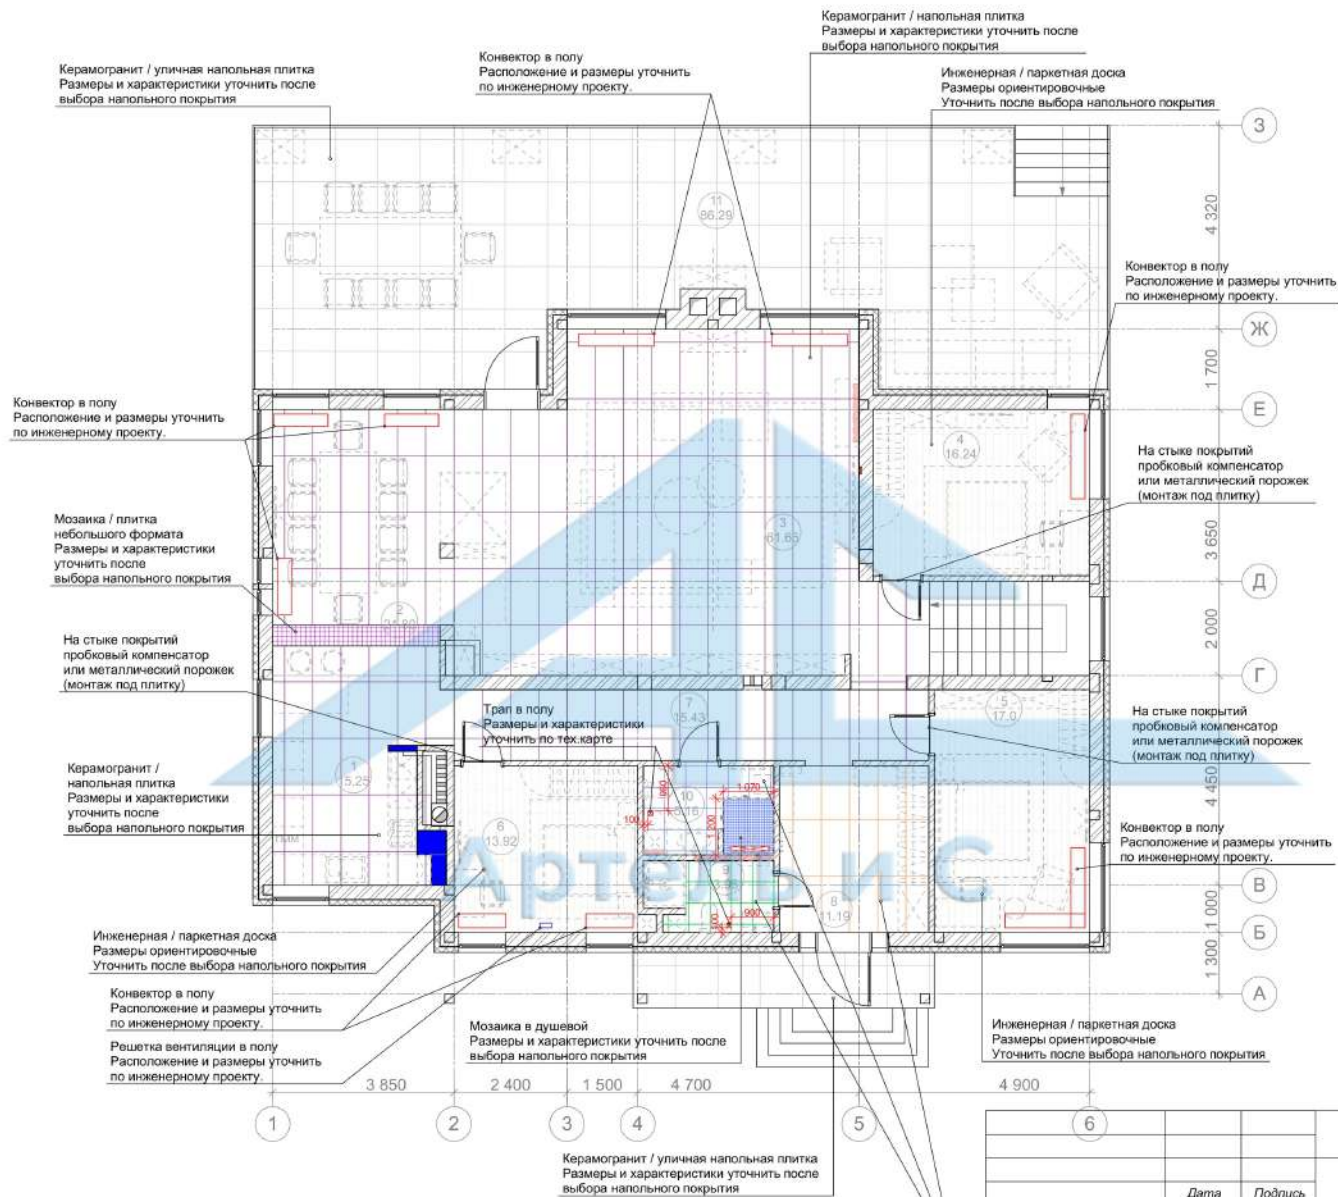 Керамогранит / напольная плитка
Размеры и характеристики уточнить после
выбора напольного покрытия
Конвектор в полу
Расположение и размеры уточнить
по инженерному проекту.
Керамогранит / уличная напольная плитка
Размеры и характеристики уточнить после
выбора напольного покрытия
Инженерная / паркетная доска
Размеры ориентировочные
Уточнить после выбора напольного покрытия
З
4 320
11
86.29
Конвектор в полу
Расположение и размеры уточнить
по инженерному проекту.
Ж
1 700
Конвектор в полу
Расположение и размеры уточнить
по инженерному проекту.
Е
4
16.24
На стыке покрытий
пробковый компенсатор
или металлический порожек
(монтаж под плитку)
3 650
Мозаика / плитка
небольшого формата
Размеры и характеристики
уточнить после
выбора напольного покрытия
3
61.65
Д
2
2 000
На стыке покрытий
пробковый компенсатор
или металлический порожек
(монтаж под плитку)
Г
Трап в полу
Размеры и характеристики
уточнить по тех.карте
7
15.43
5
17.0
На стыке покрытий
пробковый компенсатор
или металлический порожек
(монтаж под плитку)
4 450
Керамогранит /
напольная плитка
Размеры и характеристики
уточнить после
выбора напольного покрытия
1
5.25
1 070
10
5.16
100
1 200
6
13.92
Конвектор в полу
Расположение и размеры уточнить
по инженерному проекту.
Артель и С
В
8
11.19
900
1 000
Б
Инженерная / паркетная доска
Размеры ориентировочные
Уточнить после выбора напольного покрытия
1 300
Конвектор в полу
Расположение и размеры уточнить
по инженерному проекту.
А
Мозаика в душевой
Размеры и характеристики уточнить после
выбора напольного покрытия
Инженерная / паркетная доска
Размеры ориентировочные
Уточнить после выбора напольного покрытия
Решетка вентиляции в полу
Расположение и размеры уточнить
по инженерному проекту.
3 850
2 400
1 500
4 700
4 900
1
2
3
4
5
6
Керамогранит / уличная напольная плитка
Размеры и характеристики уточнить после
выбора напольного покрытия
Дата
Подпись